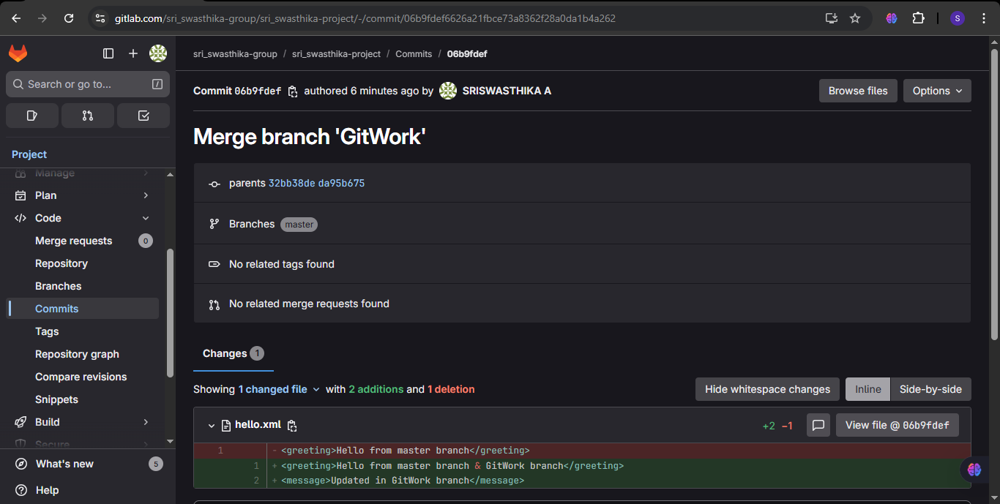 gitlab.com/sri_swasthika-group/sri_swasthika-project/-/commit/06b9fdef6626a21fbce73a8362f28a0da1b4a262
S
sri_swasthika-group / sri_swasthika-project / Commits / 06b9fdef
Search or go to... /
Commit 06b9fdef authored 6 minutes ago by SRISWASTHIKA A
Browse files
Options
Merge branch 'GitWork'
Project
Manage
Plan
Code
Merge requests 0
Repository
Branches
Commits
Tags
Repository graph
Compare revisions
Snippets
Build
Secure
What's new 5
Help
parents 32bb38de da95b675
Branches master
No related tags found
No related merge requests found
Changes 1
Showing 1 changed file with 2 additions and 1 deletion
Hide whitespace changes
Inline
Side-by-side
hello.xml
+2 −1
View file @ 06b9fdef
1 - <greeting>Hello from master branch</greeting>
1 + <greeting>Hello from master branch & GitWork branch</greeting>
2 + <message>Updated in GitWork branch</message>